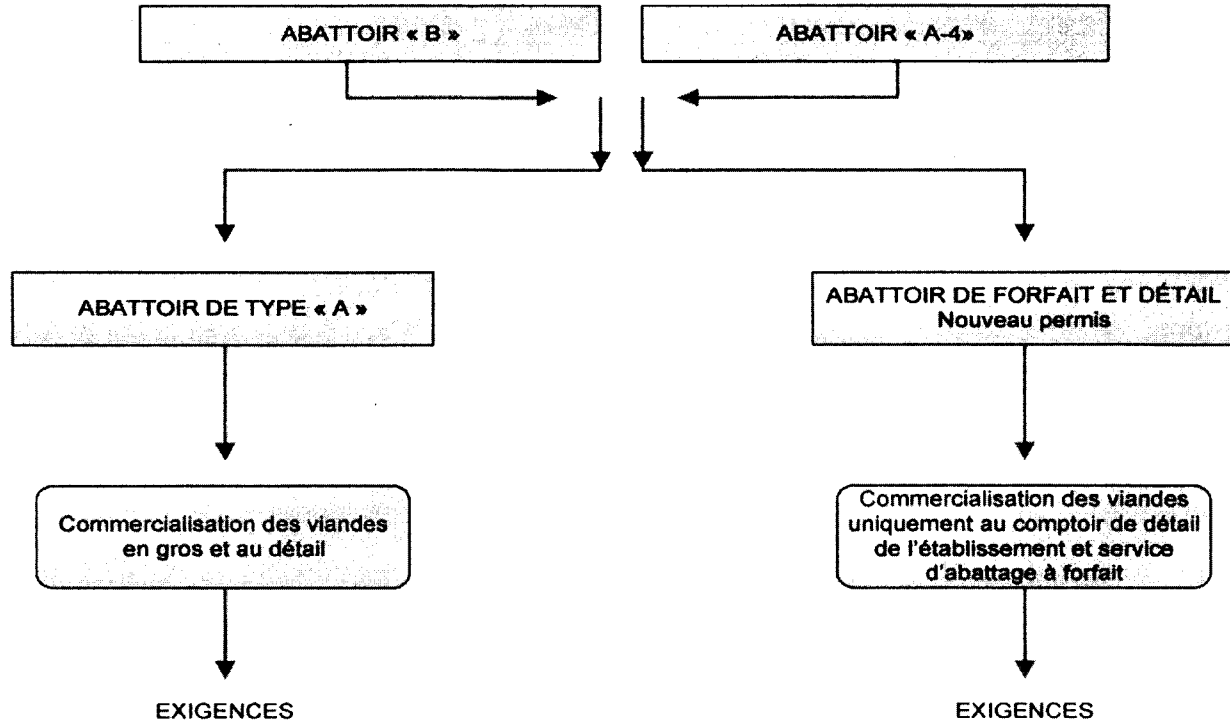 ABATTOIR « B »
ABATTOIR « A-4»
ABATTOIR DE TYPE « A »
ABATTOIR DE FORFAIT ET DÉTAIL
Nouveau permis
Commercialisation des viandes
en gros et au détail
Commercialisation des viandes
uniquement au comptoir de détail
de l'établissement et service
d'abattage à forfait
EXIGENCES
EXIGENCES